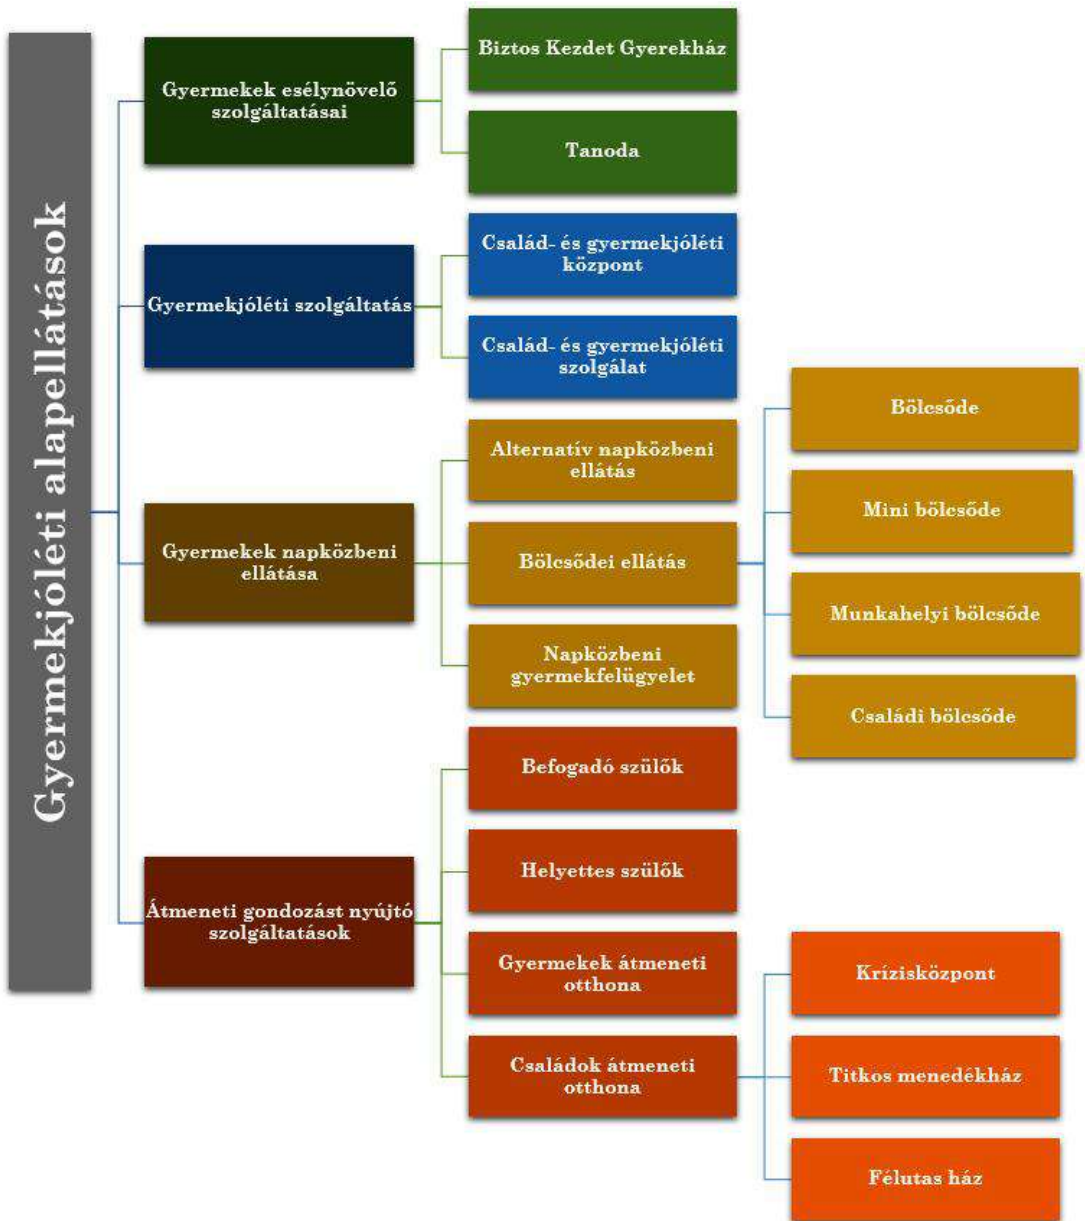 Gyermekjóléti alapellátások
Gyermekek esélynövelő
szolgáltatásai
Biztos Kezdet Gyerekház
Tanoda
Gyermekjóléti szolgáltatás
Család- és gyermekjóléti
központ
Család- és gyermekjóléti
szolgálat
Gyermekek napközbeni
ellátása
Alternatív napközbeni
ellátás
Bölcsődei ellátás
Bölcsőde
Mini bölcsőde
Munkahelyi bölcsőde
Családi bölcsőde
Napközbeni
gyermekfelügyelet
Átmeneti gondozást nyújtó
szolgáltatások
Befogadó szülők
Helyettes szülők
Gyermekek átmeneti
otthona
Családok átmeneti
otthona
Krízisközpont
Titkos menedékház
Félutas ház